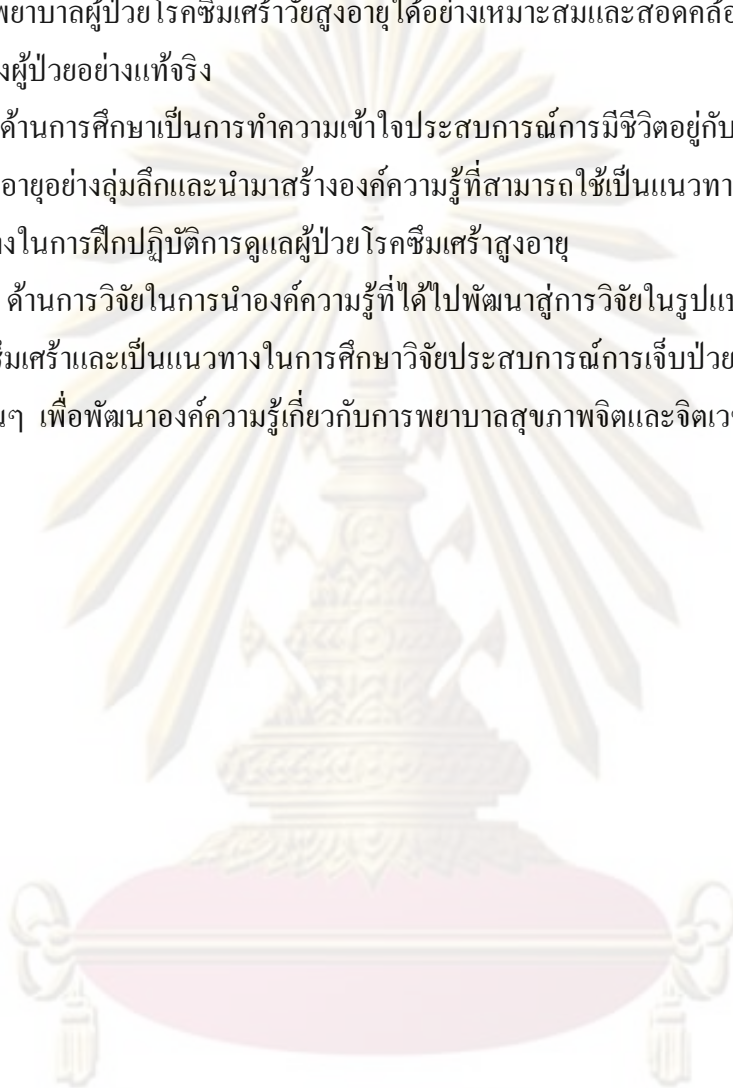 พยาบาลผู้ป่วยโรคซึมเศร้าวัยสูงอายุได้อย่างเหมาะสมและสอดคล้อ
งผู้ป่วยอย่างแท้จริง
ด้านการศึกษาเป็นการทำความเข้าใจประสบการณ์การมีชีวิตอยู่กับ
อายุอย่างลุ่มลึกและนำมาสร้างองค์ความรู้ที่สามารถใช้เป็นแนวทา
งในการฝึกปฏิบัติการดูแลผู้ป่วยโรคซึมเศร้าสูงอายุ
ด้านการวิจัยในการนำองค์ความรู้ที่ได้ไปพัฒนาสู่การวิจัยในรูปแบ
ซึมเศร้าและเป็นแนวทางในการศึกษาวิจัยประสบการณ์การเจ็บป่วย
นๆ เพื่อพัฒนาองค์ความรู้เกี่ยวกับการพยาบาลสุขภาพจิตและจิตเว